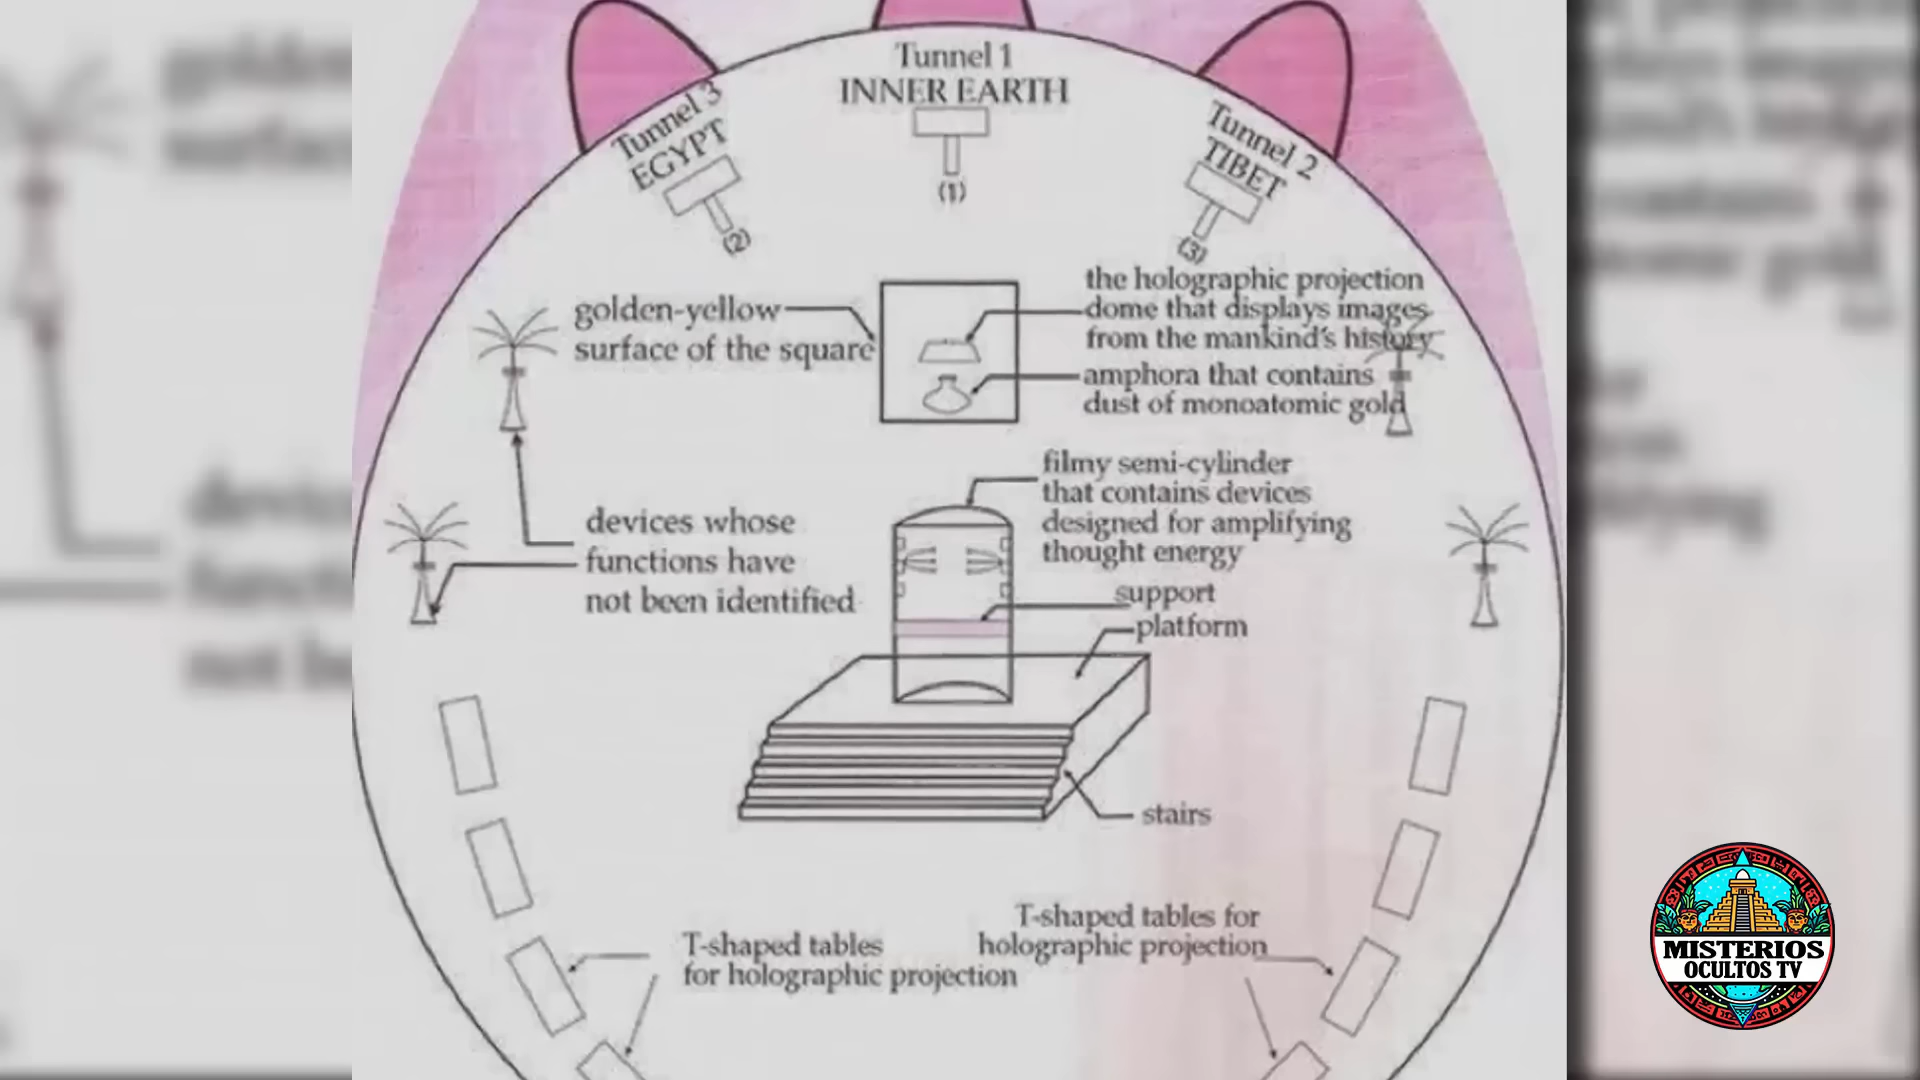 Tunnel 1
INNER EARTH
(1)
Tunnel 3
EGYPT
(2)
Tunnel 2
TIBET
(3)
golden-yellow
surface of the square
the holographic projection
dome that displays images
from the mankind's history
amphora that contains
dust of monoatomic gold
filmy semi-cylinder
that contains devices
designed for amplifying
thought energy
devices whose
functions have
not been identified
support
platform
stairs
T-shaped tables
for holographic projection
T-shaped tables for
holographic projection
MISTERIOS
OCULTOS TV